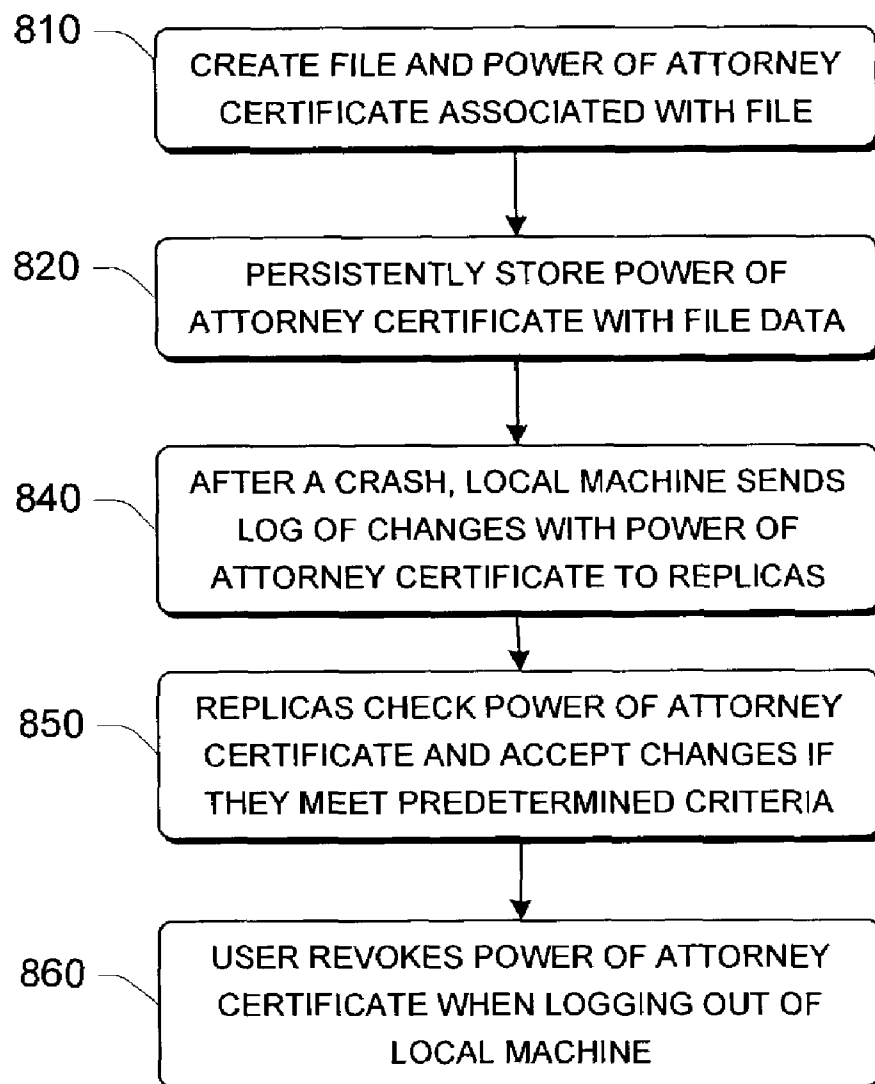 810
CREATE FILE AND POWER OF ATTORNEY
CERTIFICATE ASSOCIATED WITH FILE
820
PERSISTENTLY STORE POWER OF
ATTORNEY CERTIFICATE WITH FILE DATA
840
AFTER A CRASH, LOCAL MACHINE SENDS
LOG OF CHANGES WITH POWER OF
ATTORNEY CERTIFICATE TO REPLICAS
850
REPLICAS CHECK POWER OF ATTORNEY
CERTIFICATE AND ACCEPT CHANGES IF
THEY MEET PREDETERMINED CRITERIA
860
USER REVOKES POWER OF ATTORNEY
CERTIFICATE WHEN LOGGING OUT OF
LOCAL MACHINE